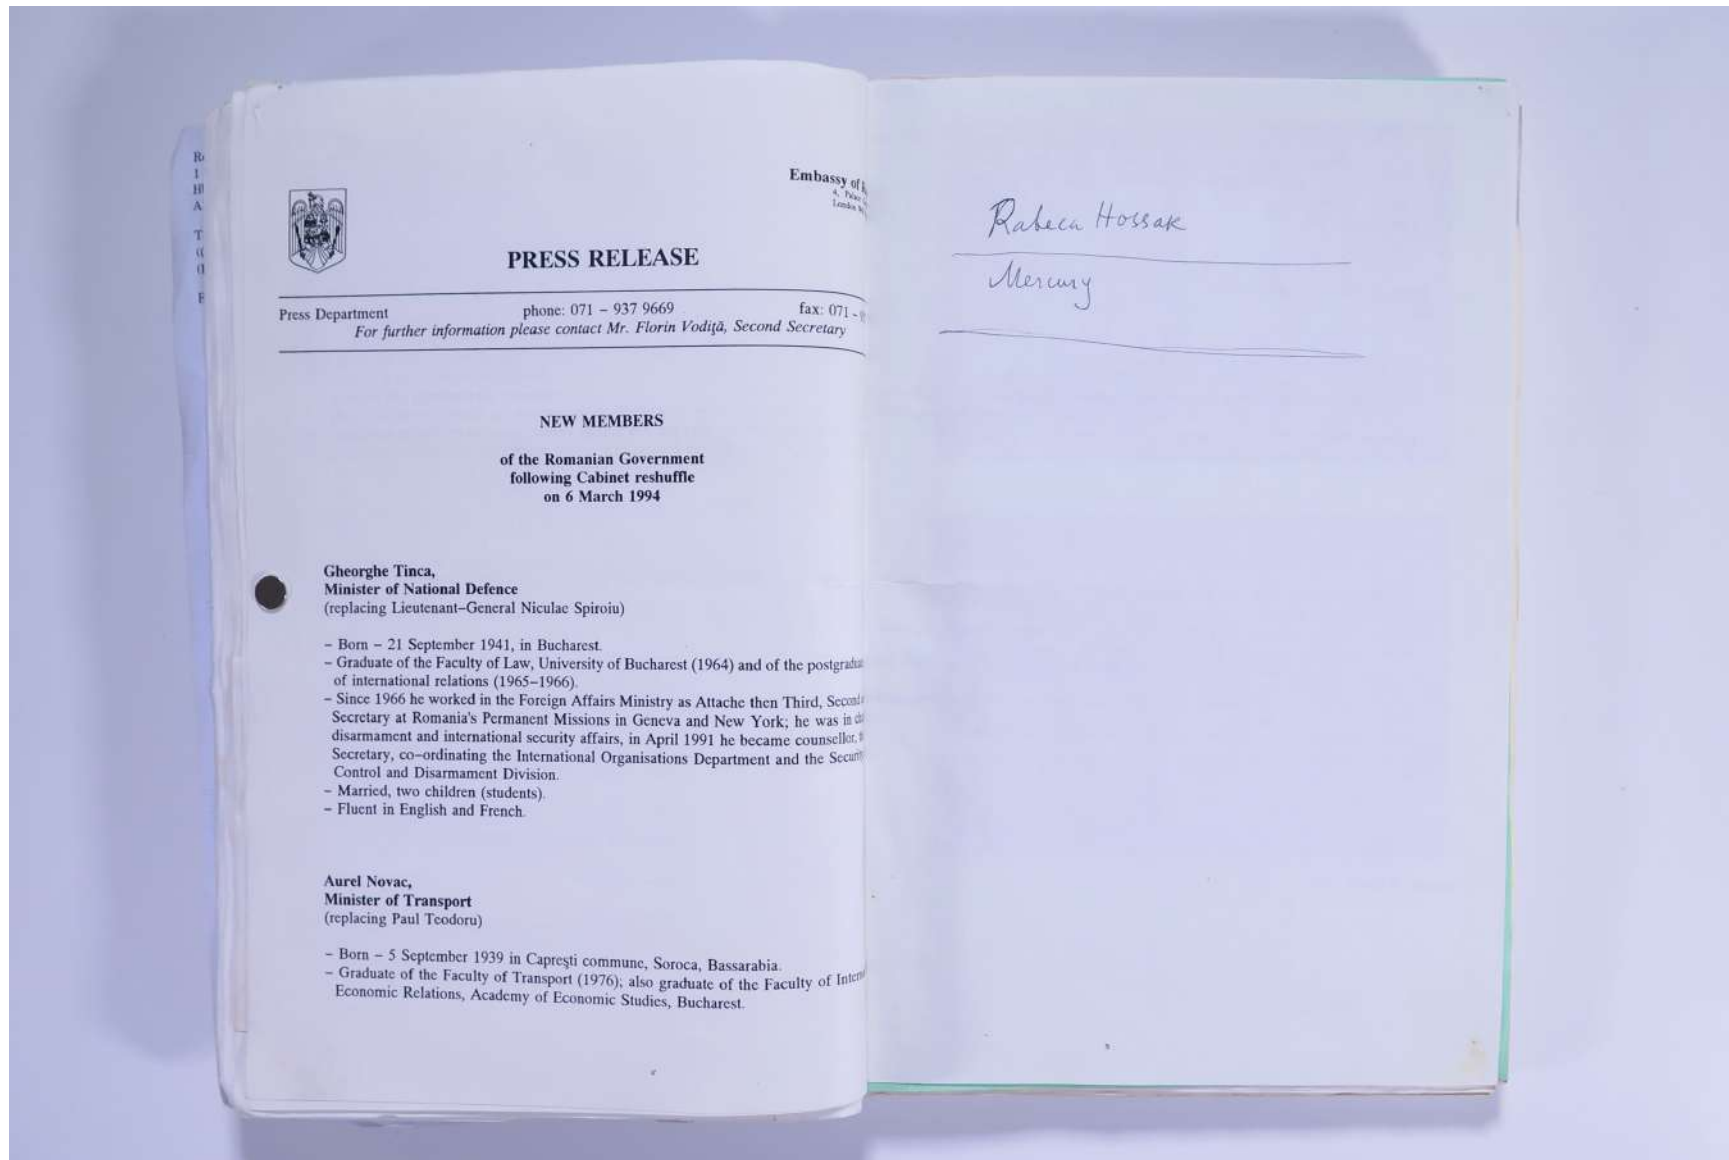 R
1
H
A
T
Embassy of
4, Palace
London
PRESS RELEASE
Press Department phone: 071 – 937 9669 fax: 071 -
For further information please contact Mr. Florin Vodiţă, Second Secretary
NEW MEMBERS
of the Romanian Government
following Cabinet reshuffle
on 6 March 1994
Gheorghe Tinca,
Minister of National Defence
(replacing Lieutenant–General Niculae Spiroiu)
– Born – 21 September 1941, in Bucharest.
– Graduate of the Faculty of Law, University of Bucharest (1964) and of the
of international relations (1965–1966).
– Since 1966 he worked in the Foreign Affairs Ministry as Attache then Third, Second
Secretary at Romania's Permanent Missions in Geneva and New York; he was in
disarmament and international security affairs, in April 1991 he became counsellor,
Secretary, co–ordinating the International Organisations Department and the
Control and Disarmament Division.
– Married, two children (students).
– Fluent in English and French.
Aurel Novac,
Minister of Transport
(replacing Paul Teodoru)
– Born – 5 September 1939 in Capreşti commune, Soroca, Bassarabia.
– Graduate of the Faculty of Transport (1976); also graduate of the Faculty of
Economic Relations, Academy of Economic Studies, Bucharest.
Rabeca Hossak
Mercury